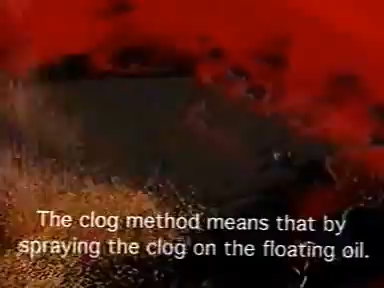 The clog method means that by
spraying the clog on the floating oil.